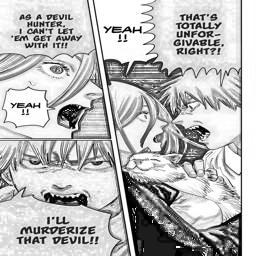 THAT'S
TOTALLY
UNFOR-
GIVABLE,
RIGHT?!
YEAH
!!
AS A DEVIL
HUNTER,
I CAN'T LET
'EM GET AWAY
WITH IT!!
YEAH
!!
I'LL
MURDERIZE
THAT DEVIL!!